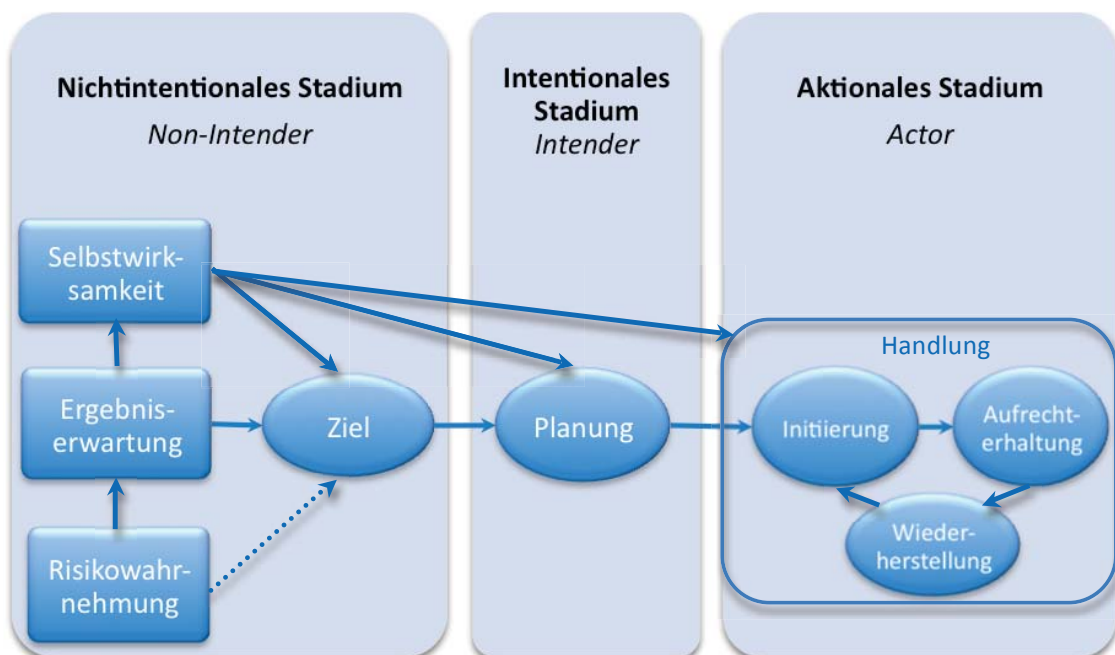 Nichtintentionales Stadium
Non-Intender
Intentionales
Stadium
Intender
Aktionales Stadium
Actor
Selbstwirk-
samkeit
Ergebnis-
erwartung
Risikowahr-
nehmung
Ziel
Planung
Handlung
Initiierung
Aufrecht-
erhaltung
Wieder-
herstellung